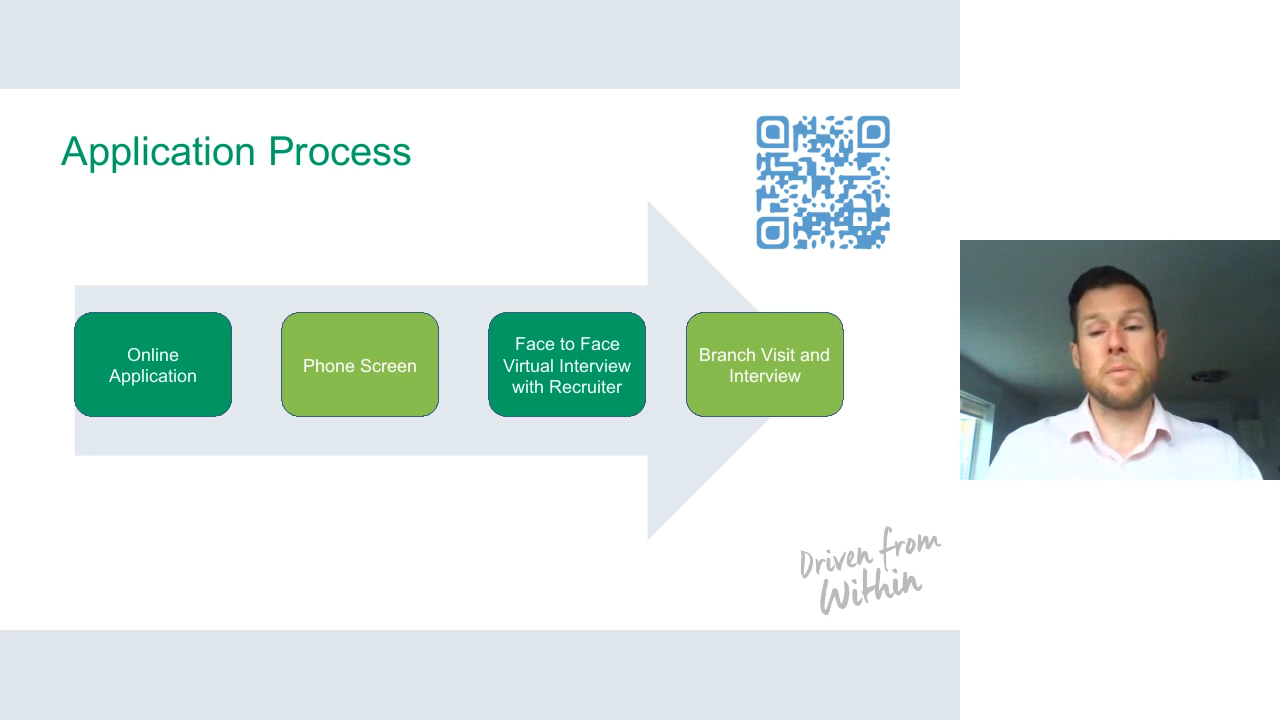 Application Process
Online
Application
Phone Screen
Face to Face
Virtual Interview
with Recruiter
Branch Visit and
Interview
Driven from
Within